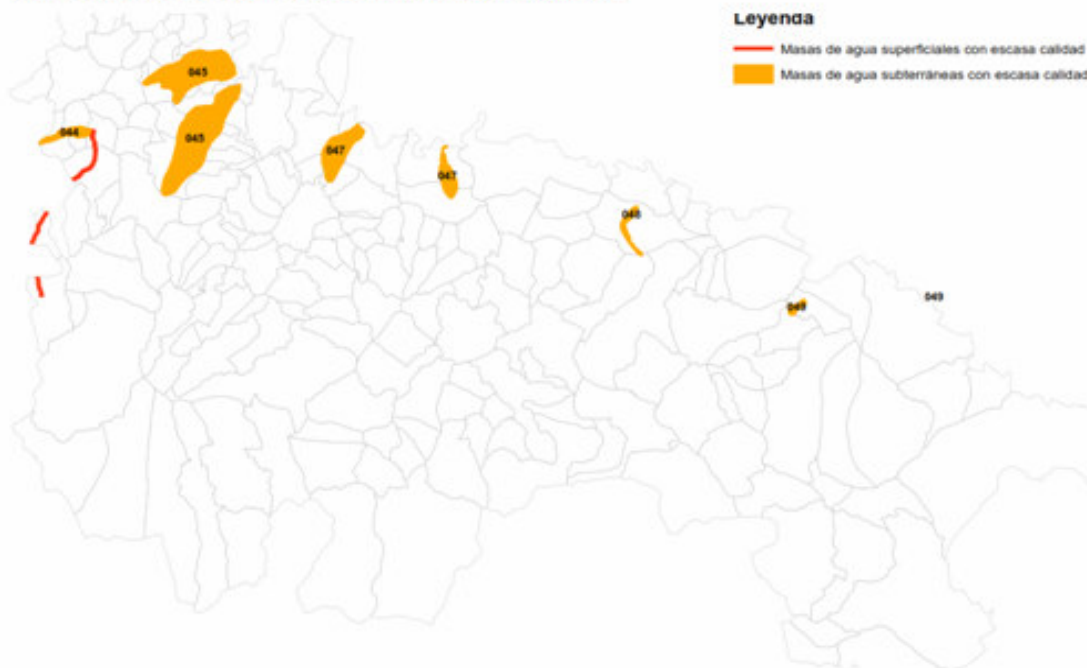 Leyenda
Masas de agua superficiales con escasa calidad
Masas de agua subterráneas con escasa calidad
045
044
045
047
047
048
049
049